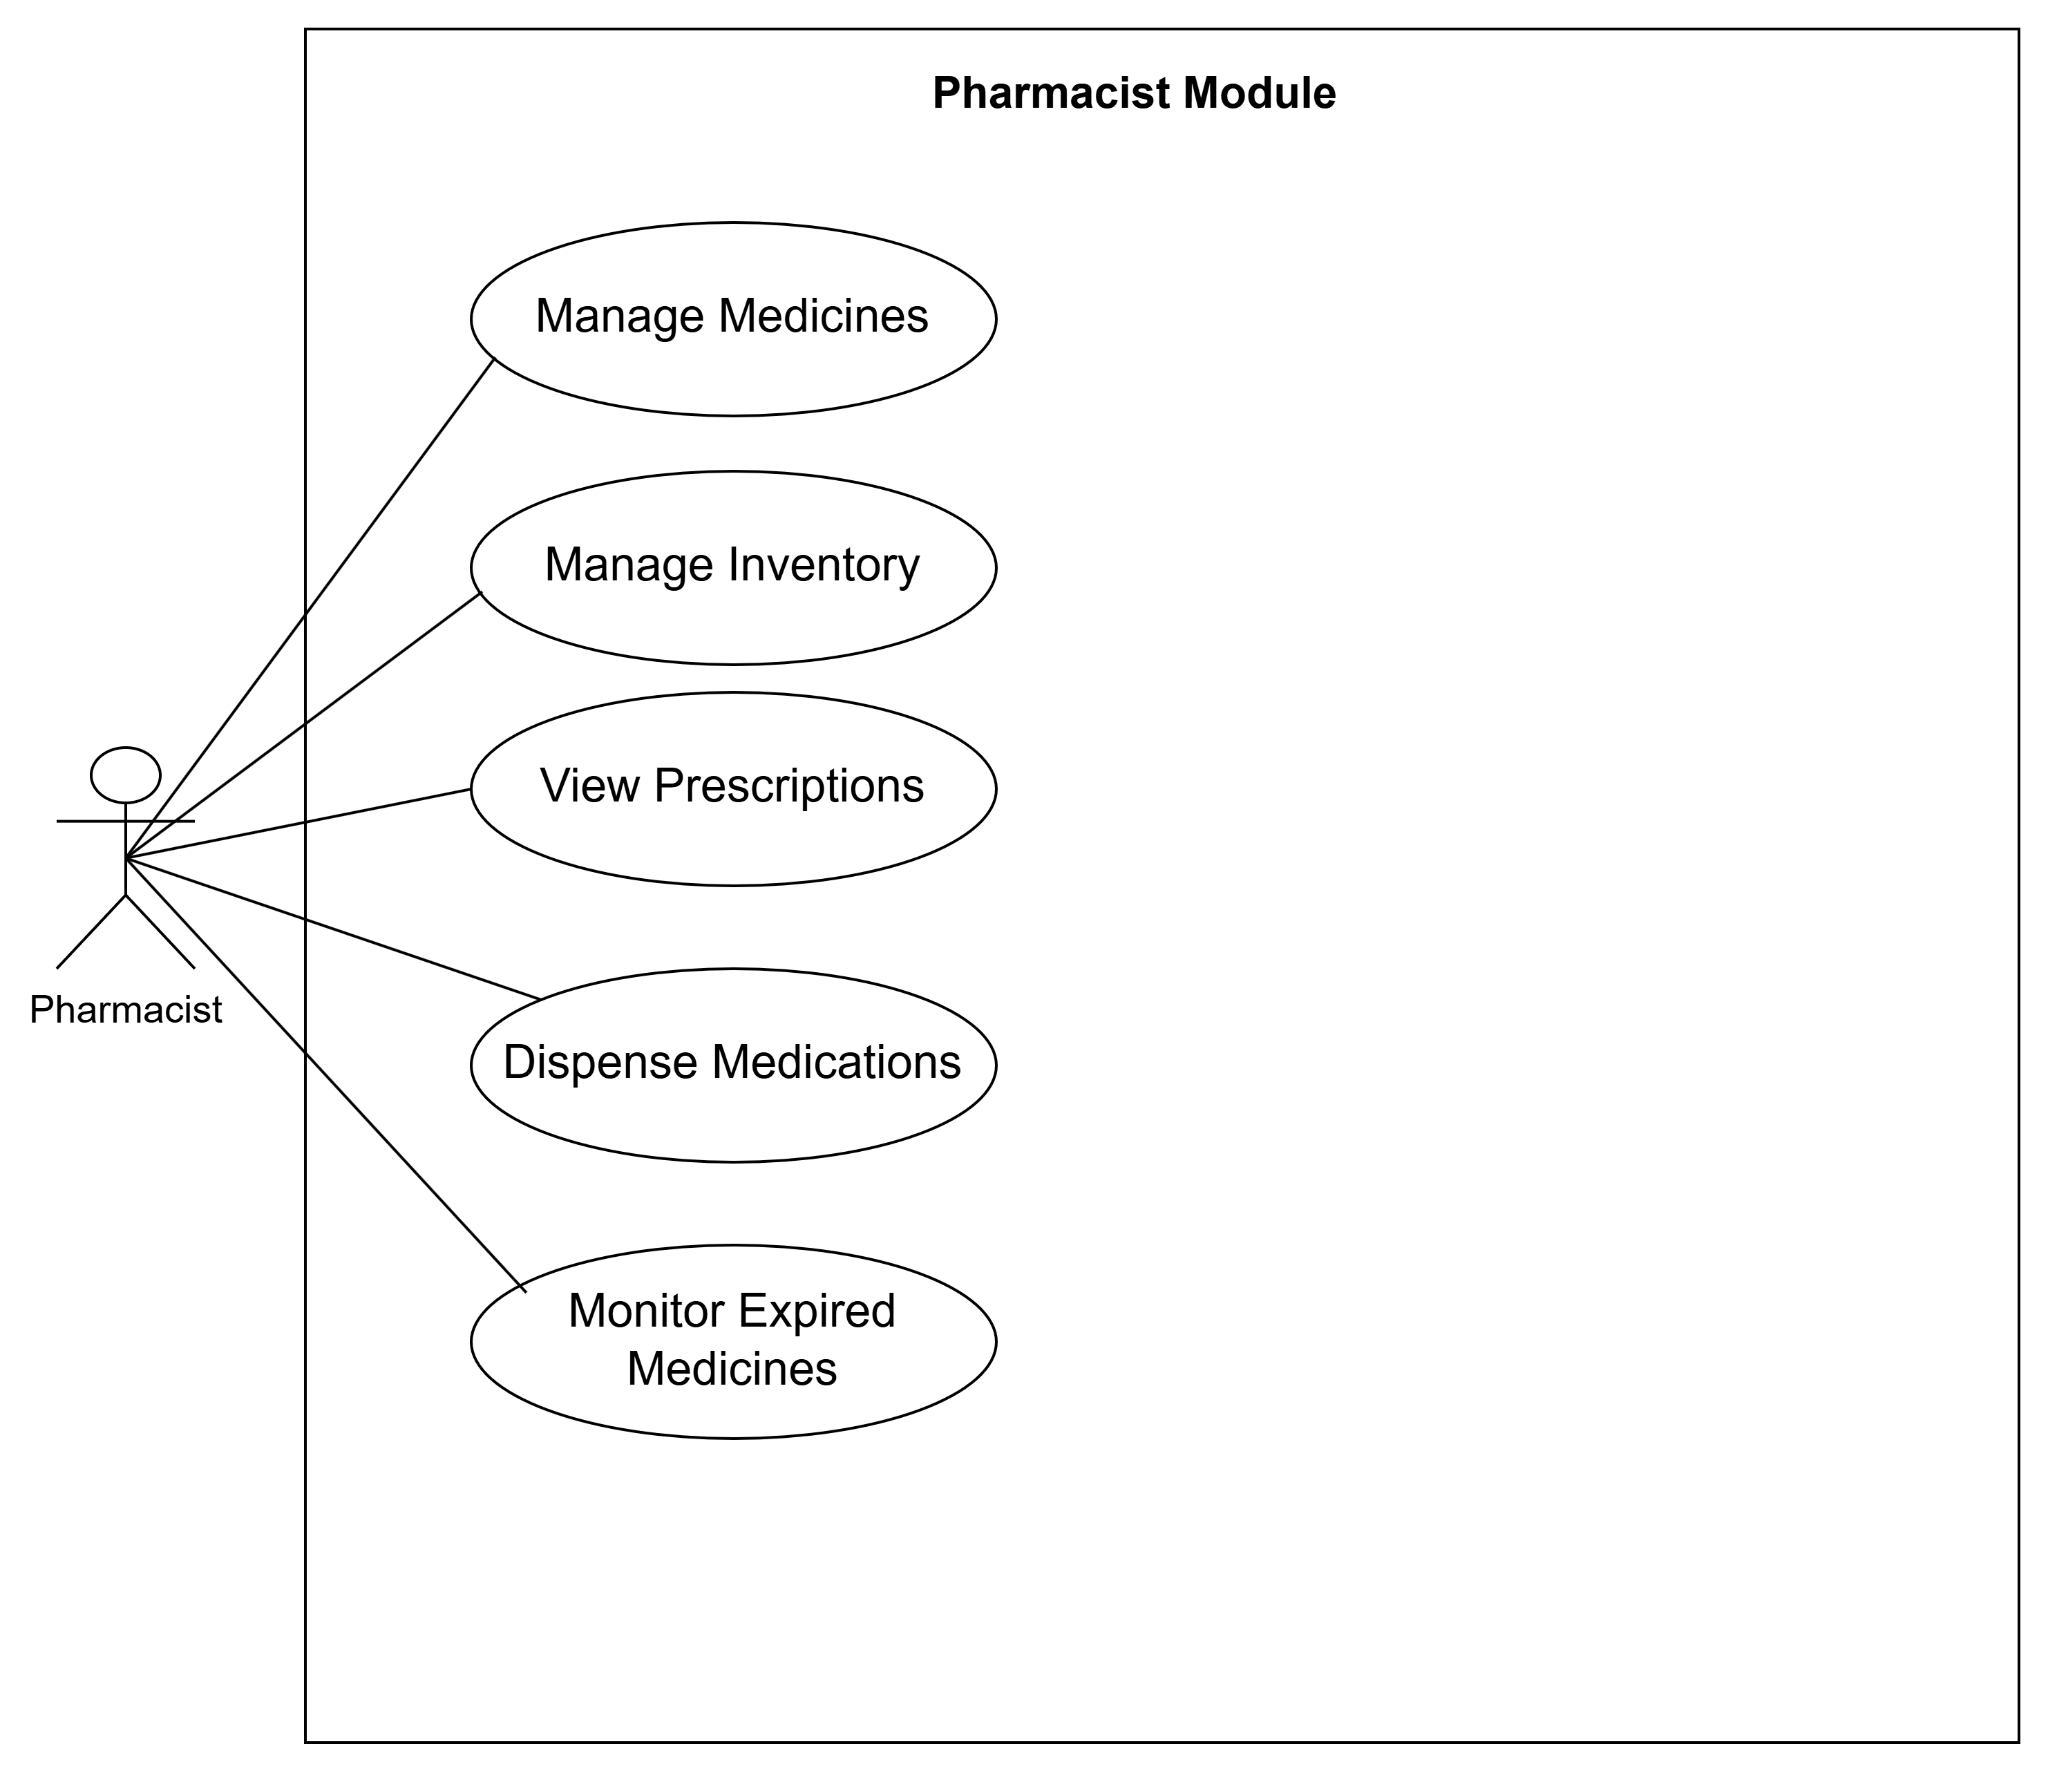 Pharmacist Module
Manage Medicines
Manage Inventory
View Prescriptions
Pharmacist
Dispense Medications
Monitor Expired
Medicines